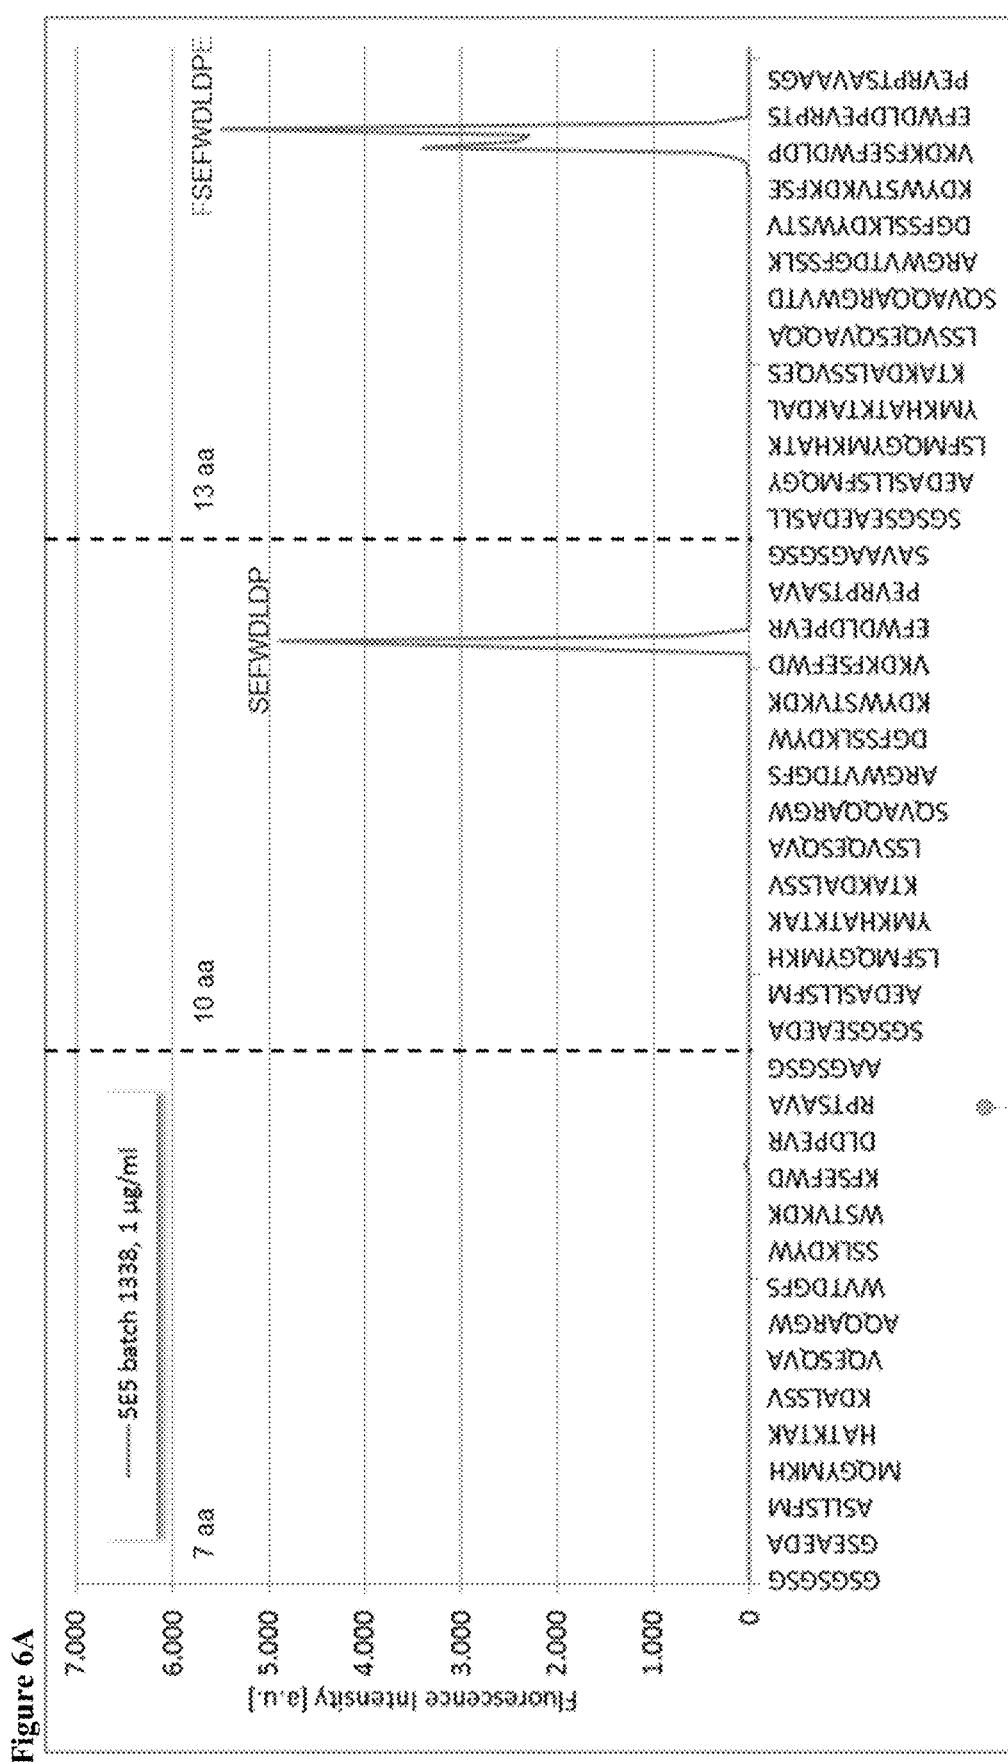 Figure 6A
Fluorescence Intensity [a.u.]
7.000
6.000
5.000
4.000
3.000
2.000
1.000
0
5E5 batch 1338, 1 µg/ml
7 aa
10 aa
13 aa
SEFWDLDP
FSEFWDLDPE
GSGSGSG
GSEAEDA
ASLLSFM
MQGYMKH
HATKTAK
KDALSSV
VQESQVA
AQQARGW
WVTDGFS
SSLKDYW
WSTVKDK
KFSEFWD
DLDPEVR
RPTSAVA
AAGSGSG
SGSGSEAEDA
AEDASLLSFM
LSFMQGYMKH
YMKHATKTAK
KTAKDALSSV
LSSVQESQVA
SQVAQQARGW
ARGWVTDGFS
DGFSSLKDYW
KDYWSTVKDK
VKDKFSEFWD
EFWDLDPEVR
PEVRPTSAVA
SAVAAGSGSG
SGSGSEAEDASLL
AEDASLLSFMQGY
LSFMQGYMKHATK
YMKHATKTAKDAL
KTAKDALSSVQES
LSSVQESQVAQQA
SQVAQQARGWVTD
ARGWVTDGFSSLK
DGFSSLKDYWSTV
KDYWSTVKDKFSE
VKDKFSEFWDLDP
EFWDLDPEVRPTS
PEVRPTSAVAAGS